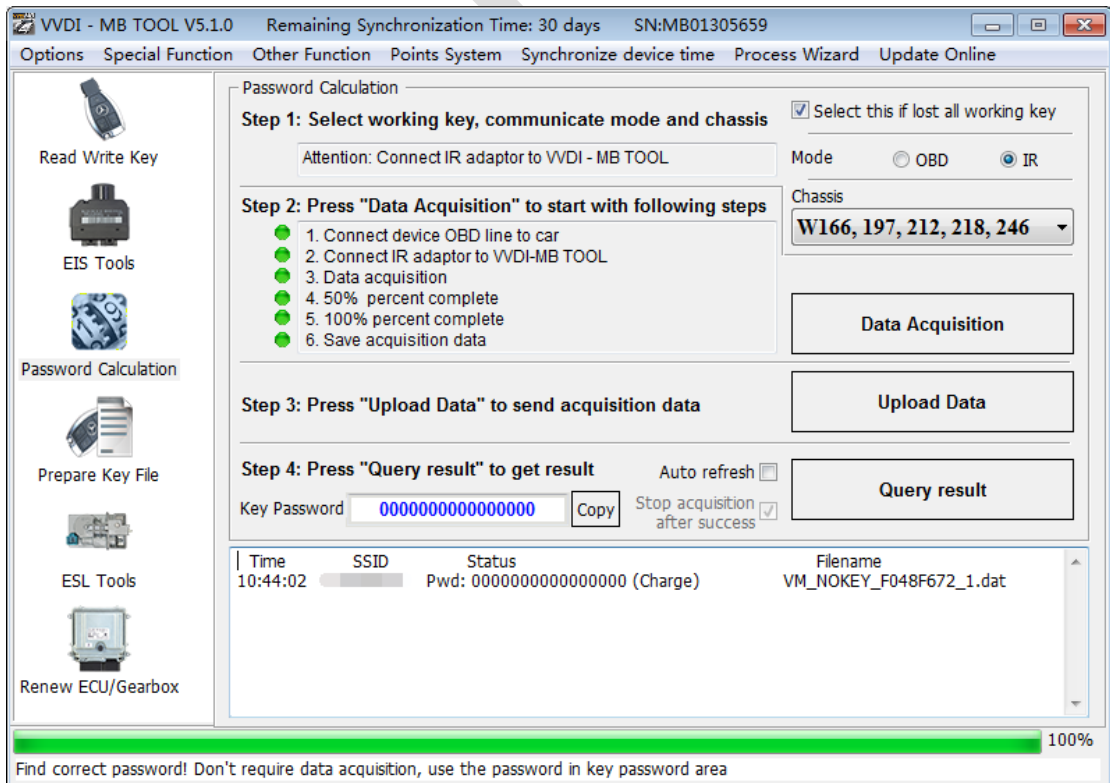 VVDI - MB TOOL V5.1.0 Remaining Synchronization Time: 30 days SN:MB01305659
Options Special Function Other Function Points System Synchronize device time Process Wizard Update Online
Read Write Key
EIS Tools
Password Calculation
Prepare Key File
ESL Tools
Renew ECU/Gearbox
Password Calculation
Step 1: Select working key, communicate mode and chassis
Select this if lost all working key
Attention: Connect IR adaptor to VVDI - MB TOOL
Mode OBD IR
Chassis
W166, 197, 212, 218, 246
Step 2: Press "Data Acquisition" to start with following steps
1. Connect device OBD line to car
2. Connect IR adaptor to VVDI-MB TOOL
3. Data acquisition
4. 50% percent complete
5. 100% percent complete
6. Save acquisition data
Data Acquisition
Step 3: Press "Upload Data" to send acquisition data
Upload Data
Step 4: Press "Query result" to get result
Auto refresh
Query result
Key Password 0000000000000000 Copy
Stop acquisition
after success
Time SSID Status Filename
10:44:02 Pwd: 0000000000000000 (Charge) VM_NOKEY_F048F672_1.dat
100%
Find correct password! Don't require data acquisition, use the password in key password area